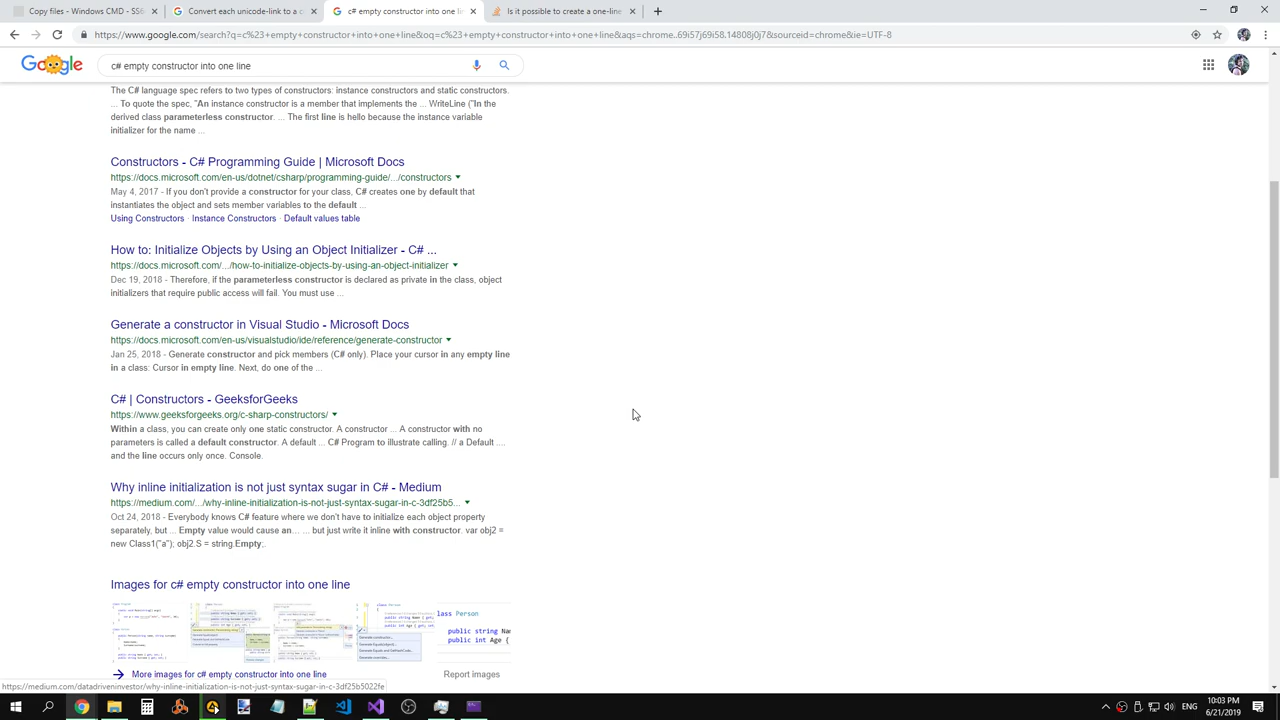 Copy files - Windows CMD - SS6
Convert axes.unicode-link to a c
c# empty constructor into one line
Is it possible to create a one-line
https://www.google.com/search?q=c%23+empty+constructor+into+one+line&oq=c%23+empty+constructor+into+one+line&aqs=chrome..69i57j69i58.14808j0j7&sourceid=chrome&ie=UTF-8
Google
c# empty constructor into one line
The C# language spec refers to two types of constructors: instance constructors and static constructors.
... To quote the spec, "An instance constructor is a member that implements the ... WriteLine ("In the
derived class parameterless constructor. ... The first line is hello because the instance variable
initializer for the name ...
Constructors - C# Programming Guide | Microsoft Docs
https://docs.microsoft.com/en-us/dotnet/csharp/programming-guide/.../constructors
May 4, 2017 - If you don't provide a constructor for your class, C# creates one by default that
instantiates the object and sets member variables to the default ...
Using Constructors · Instance Constructors · Default values table
How to: Initialize Objects by Using an Object Initializer - C# ...
https://docs.microsoft.com/.../how-to-initialize-objects-by-using-an-object-initializer
Dec 19, 2018 - Therefore, if the parameterless constructor is declared as private in the class, object
initializers that require public access will fail. You must use ...
Generate a constructor in Visual Studio - Microsoft Docs
https://docs.microsoft.com/en-us/visualstudio/ide/reference/generate-constructor
Jan 25, 2018 - Generate constructor and pick members (C# only). Place your cursor in any empty line
in a class: Cursor in empty line. Next, do one of the ...
C# | Constructors - GeeksforGeeks
https://www.geeksforgeeks.org/c-sharp-constructors/
Within a class, you can create only one static constructor. A constructor ... A constructor with no
parameters is called a default constructor. A default ... C# Program to illustrate calling. // a Default ....
and the line occurs only once. Console.
Why inline initialization is not just syntax sugar in C# - Medium
https://medium.com/.../why-inline-initialization-is-not-just-syntax-sugar-in-c-3df25b5...
Oct 24, 2018 - Everybody knows C# feature where we don't have to initialize each object property
separately, but ... Empty value would cause an... ... but just write it inline with constructor. var obj2 =
new Class1("a"); obj2.S = string.Empty;.
Images for c# empty constructor into one line
class Person
public string Nam
public int Age {
More images for c# empty constructor into one line
Report images
https://medium.com/datadriveninvestor/why-inline-initialization-is-not-just-syntax-sugar-in-c-3df25b5022fe
ENG
10:03 PM
6/21/2019